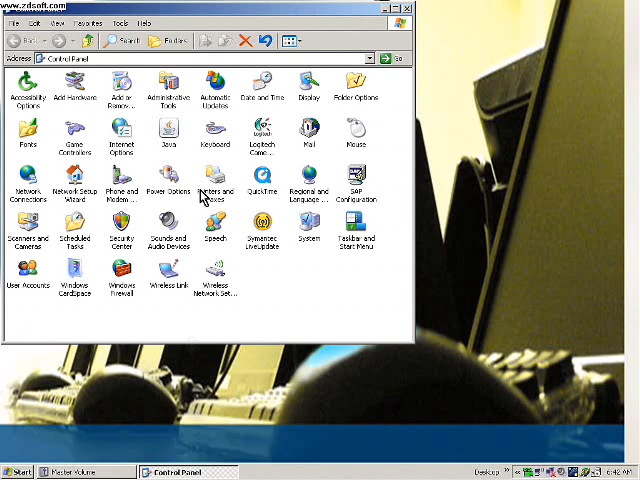 www.zdsoft.com
File Edit View Favorites Tools Help
Back Search Folders
Address Control Panel Go
Accessibility Options Add Hardware Add or Remov... Administrative Tools Automatic Updates Date and Time Display Folder Options
Fonts Game Controllers Internet Options Java Keyboard Logitech Came... Mail Mouse
Network Connections Network Setup Wizard Phone and Modem ... Power Options Printers and Faxes QuickTime Regional and Language ... SAP Configuration
Scanners and Cameras Scheduled Tasks Security Center Sounds and Audio Devices Speech Symantec LiveUpdate System Taskbar and Start Menu
User Accounts Windows CardSpace Windows Firewall Wireless Link Wireless Network Set...
Start Master Volume Control Panel Desktop 6:42 AM